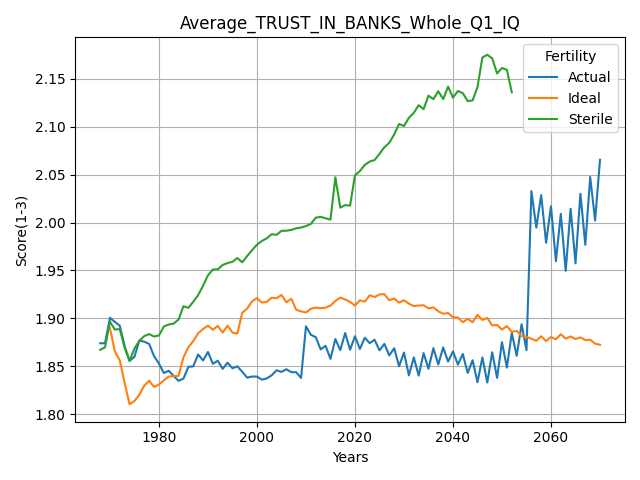 Average_TRUST_IN_BANKS_Whole_Q1_IQ
Fertility
Actual
Ideal
Sterile
Score(1-3)
2.15
2.10
2.05
2.00
1.95
1.90
1.85
1.80
1980
2000
2020
2040
2060
Years